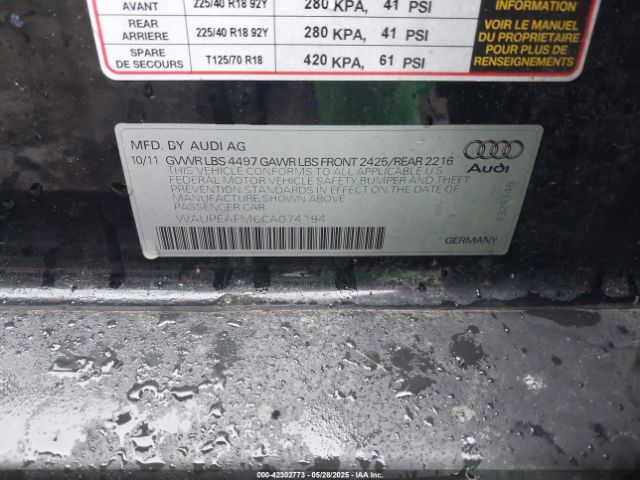 AVANT 225/40 R18 92Y 280 KPA, 41 PSI
REAR ARRIERE 225/40 R18 92Y 280 KPA, 41 PSI
SPARE DE SECOURS T125/70 R18 420 KPA, 61 PSI
INFORMATION
VOIR LE MANUEL
DU PROPRIETAIRE
POUR PLUS DE
RENSEIGNEMENTS
MFD. BY AUDI AG
10/11 GVWR LBS 4497 GAWR LBS FRONT 2425/REAR 2216
THIS VEHICLE CONFORMS TO ALL APPLICABLE U.S
FEDERAL MOTOR VEHICLE SAFETY BUMPER AND THEFT
PREVENTION STANDARDS IN EFFECT ON THE DATE OF
MANUFACTURE SHOWN ABOVE.
PASSENGER CAR
WAUPEAFM6CA074194
Audi
GERMANY
000-42302773 - 05/28/2025 - IAAI.COM